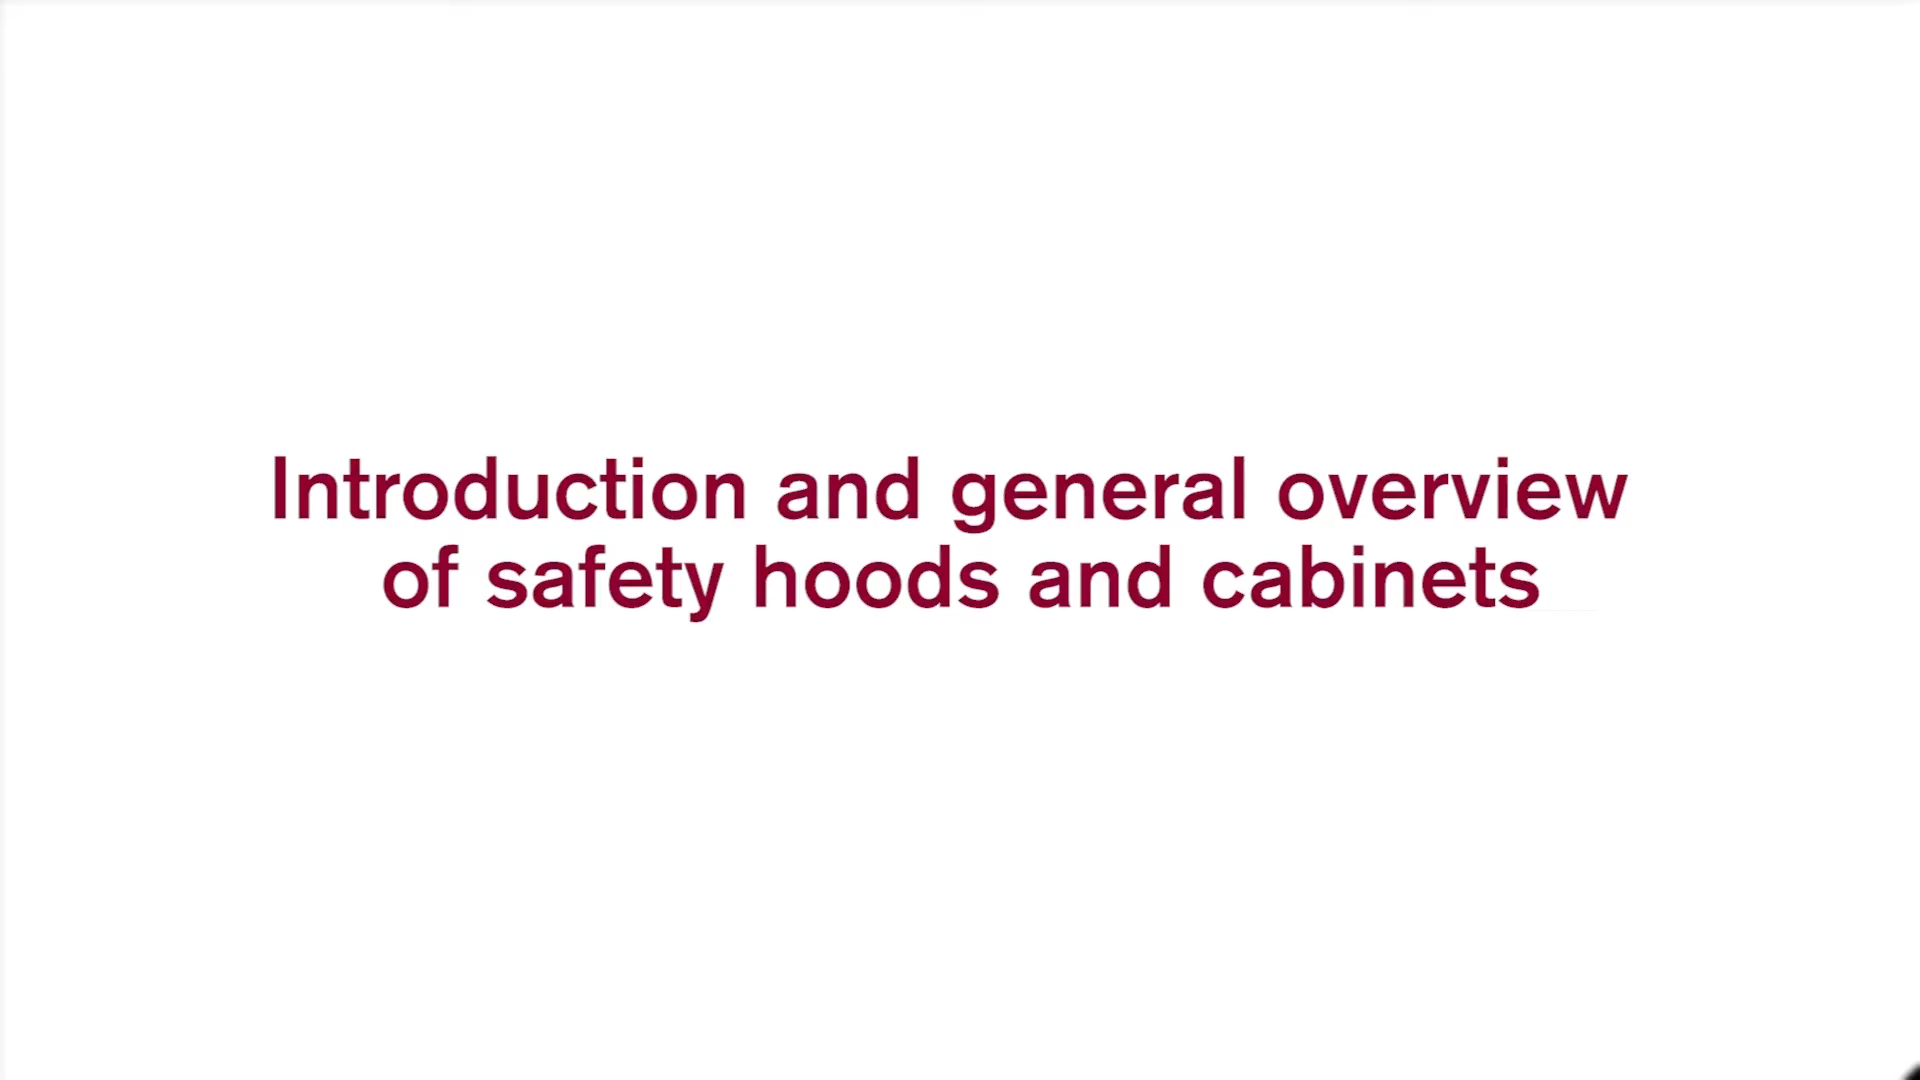 Introduction and general overview
of safety hoods and cabinets